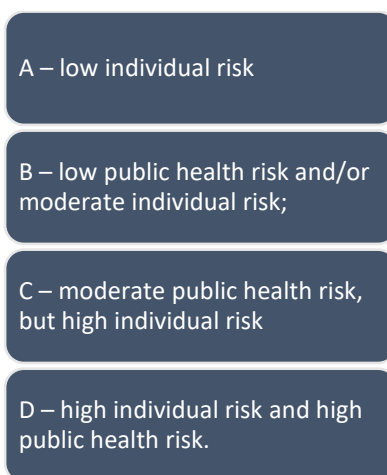 A – low individual risk
B – low public health risk and/or
moderate individual risk;
C – moderate public health risk,
but high individual risk
D – high individual risk and high
public health risk.